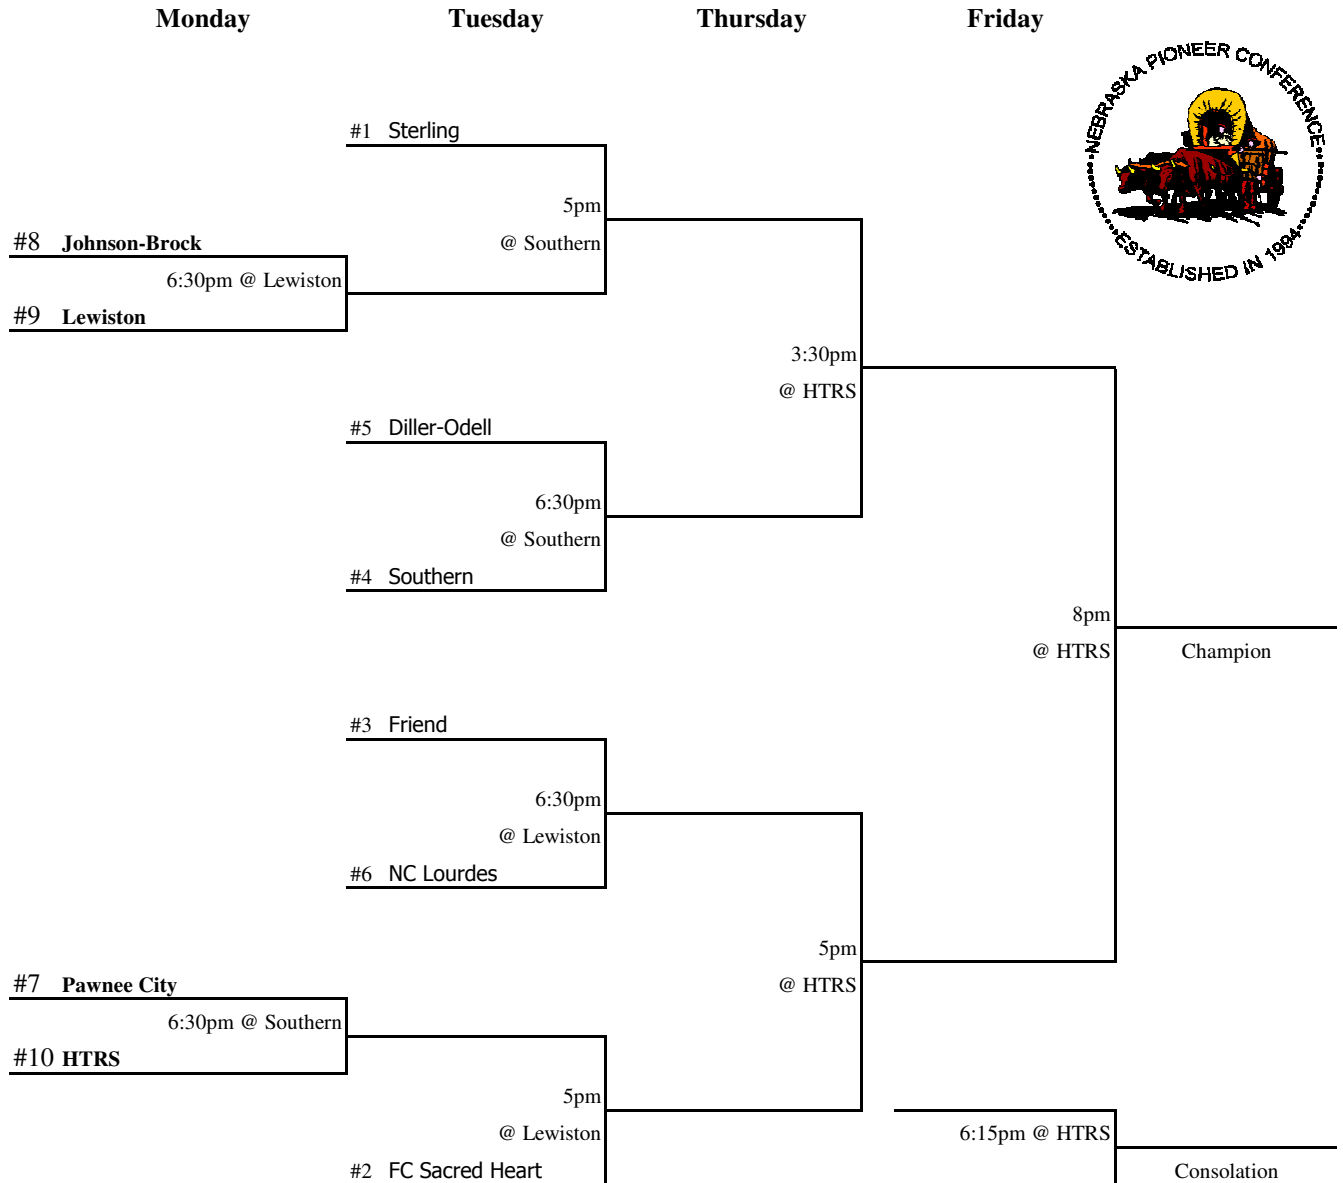 Monday Tuesday Thursday Friday
NEBRASKA PIONEER CONFERENCE
ESTABLISHED IN 1994
#1 Sterling
5pm
@ Southern
#8 Johnson-Brock
6:30pm @ Lewiston
#9 Lewiston
3:30pm
@ HTRS
#5 Diller-Odell
6:30pm
@ Southern
#4 Southern
8pm
@ HTRS
Champion
#3 Friend
6:30pm
@ Lewiston
#6 NC Lourdes
5pm
@ HTRS
#7 Pawnee City
6:30pm @ Southern
#10 HTRS
5pm
@ Lewiston
#2 FC Sacred Heart
6:15pm @ HTRS
Consolation